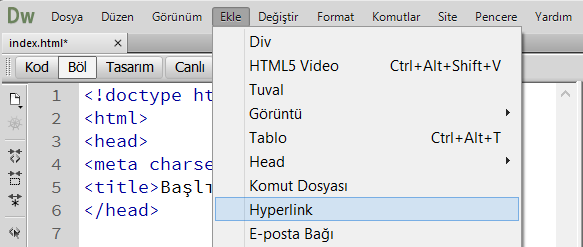 Dw Dosya Düzen Görünüm Ekle Değiştir Format Komutlar Site Pencere Yardım
index.html* ×
Kod Böl Tasarım Canlı
Div
HTML5 Video Ctrl+Alt+Shift+V
Tuval
Görüntü
Tablo Ctrl+Alt+T
Head
Komut Dosyası
Hyperlink
E-posta Bağı
1 <!doctype ht
2 <html>
3 <head>
4 <meta charse
5 <title>Başlı
6 </head>
7